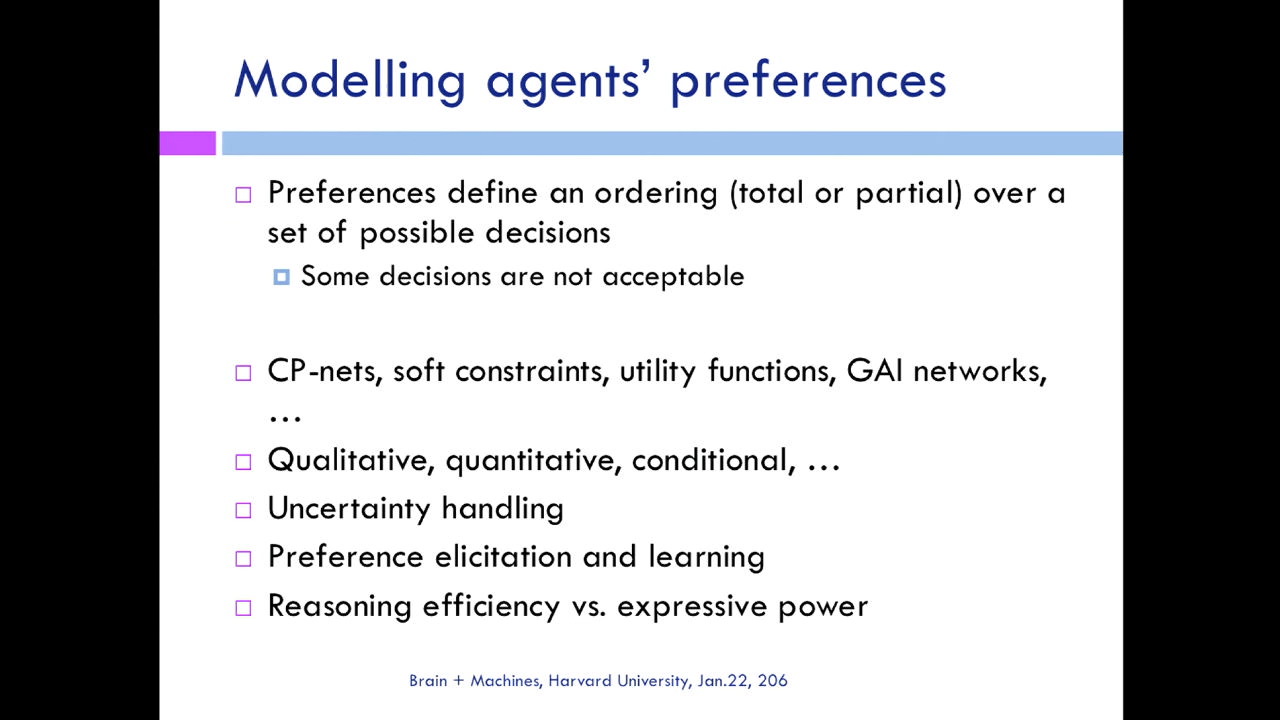 Modelling agents’ preferences
Preferences define an ordering (total or partial) over a
set of possible decisions
Some decisions are not acceptable
CP-nets, soft constraints, utility functions, GAI networks,
…
Qualitative, quantitative, conditional, …
Uncertainty handling
Preference elicitation and learning
Reasoning efficiency vs. expressive power
Brain + Machines, Harvard University, Jan.22, 206